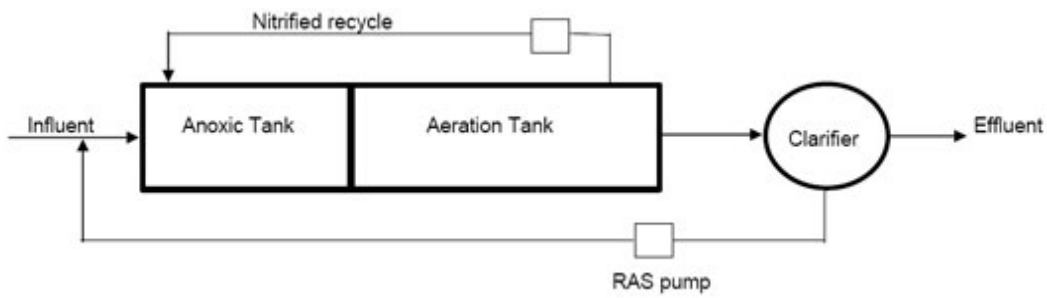 Nitrified recycle
Influent
Anoxic Tank
Aeration Tank
Clarifier
Effluent
RAS pump